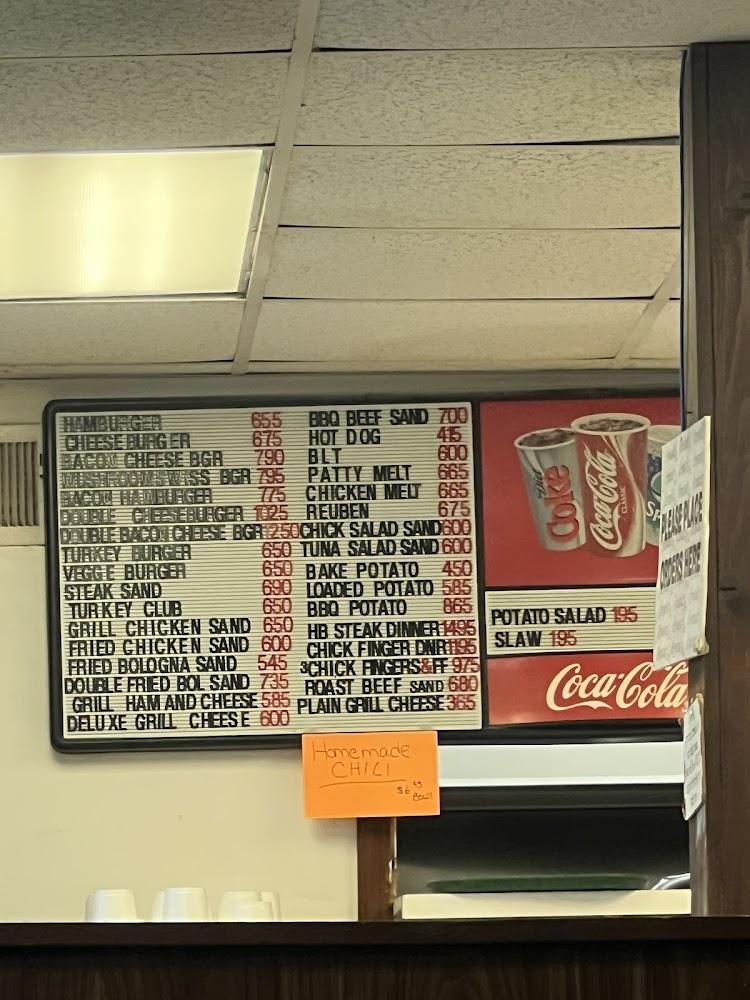 HAMBURGER 655
CHEESEBURGER 675
BACON CHEESE BGR 790
MUSHROOMSWISS BGR 795
BACON HAMBURGER 775
DOUBLE CHEESEBURGER 1025
DOUBLE BACON CHEESE BGR 1250
TURKEY BURGER 650
VEGGE BURGER 650
STEAK SAND 690
TURKEY CLUB 650
GRILL CHICKEN SAND 650
FRIED CHICKEN SAND 600
FRIED BOLOGNA SAND 545
DOUBLE FRIED BOL SAND 735
GRILL HAM AND CHEESE 585
DELUXE GRILL CHEESE 600
BBQ BEEF SAND 700
HOT DOG 415
BLT 600
PATTY MELT 665
CHICKEN MELT 665
REUBEN 675
CHICK SALAD SAND 600
TUNA SALAD SAND 600
BAKE POTATO 450
LOADED POTATO 585
BBQ POTATO 865
HB STEAK DINNER 1495
CHICK FINGER DNR 1195
3CHICK FINGERS&FF 975
ROAST BEEF SAND 680
PLAIN GRILL CHEESE 365
Diet Coke
Coca-Cola
CLASSIC
SP
POTATO SALAD 195
SLAW 195
Coca-Cola
PLEASE PLACE
ORDERS HERE
Homemade
CHILI
Bowl